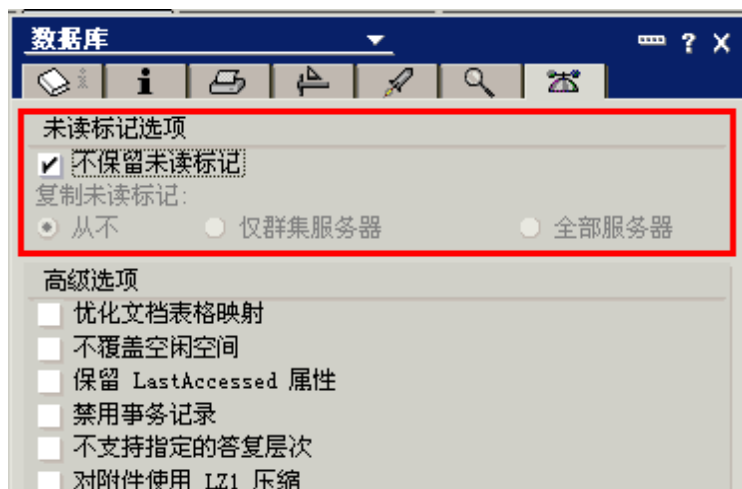 数据库
? X
未读标记选项
不保留未读标记
复制未读标记:
从不 仅群集服务器 全部服务器
高级选项
优化文档表格映射
不覆盖空闲空间
保留 LastAccessed 属性
禁用事务记录
不支持指定的答复层次
对附件使用 LZ1 压缩